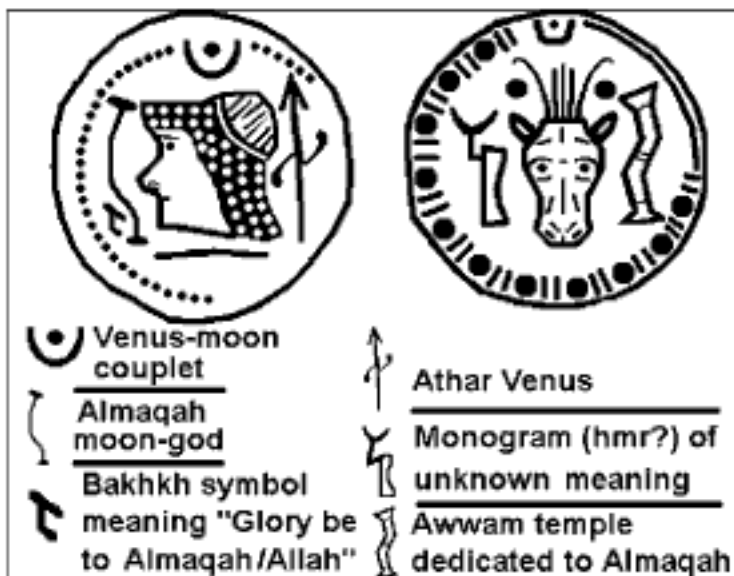 Venus-moon
couplet
Almaqah
moon-god
Bakhkh symbol
meaning "Glory be
to Almaqah/Allah"
Athar Venus
Monogram (hmr?) of
unknown meaning
Awwam temple
dedicated to Almaqah